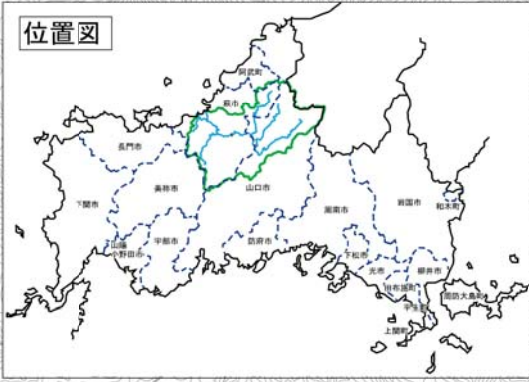 位置図
阿武町
萩市
長門市
美祢市
山口市
下関市
周南市
岩国市
和木町
宇部市
防府市
山陽
小野田市
下松市
光市
柳井市
田布施町
周防大島町
平生町
上関町